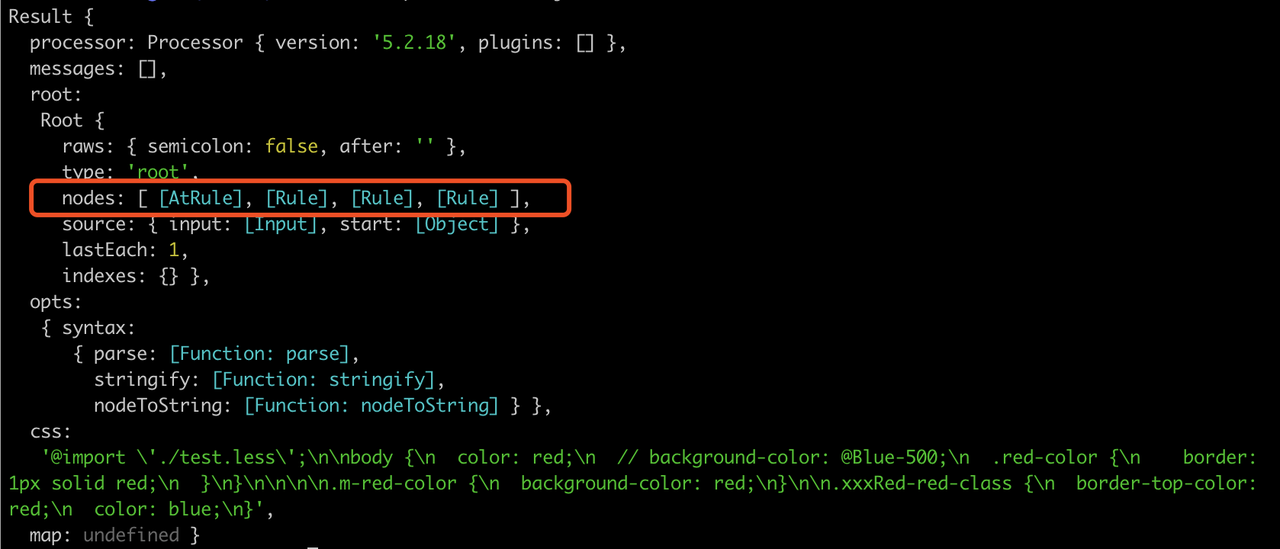 Result {
  processor: Processor { version: '5.2.18', plugins: [] },
  messages: [],
  root:
   Root {
     raws: { semicolon: false, after: '' },
     type: 'root',
     nodes: [ [AtRule], [Rule], [Rule], [Rule] ],
     source: { input: [Input], start: [Object] },
     lastEach: 1,
     indexes: {} },
  opts:
   { syntax:
      { parse: [Function: parse],
        stringify: [Function: stringify],
        nodeToString: [Function: nodeToString] } },
  css:
   '@import \'./test.less\';\n\nbody {\n  color: red;\n  // background-color: @Blue-500;\n  .red-color {\n    border:
1px solid red;\n  }\n}\n\n\n\n.m-red-color {\n  background-color: red;\n}\n\n.xxxRed-red-class {\n  border-top-color:
red;\n  color: blue;\n}',
  map: undefined }